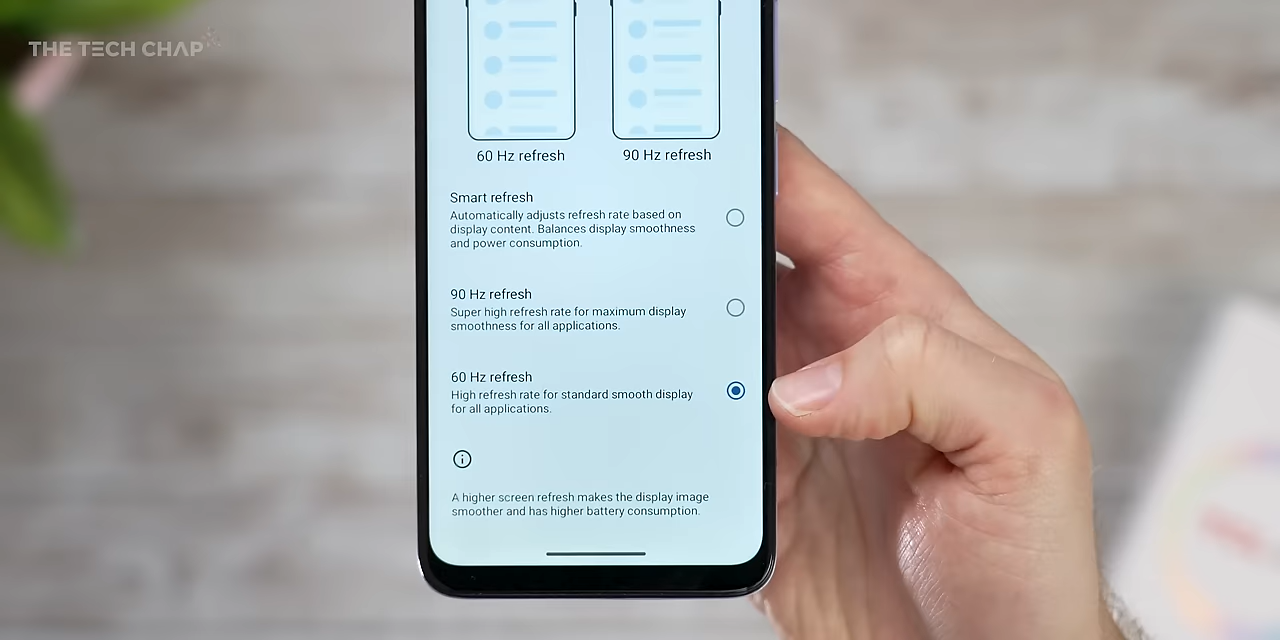 THE TECH CHAP
60 Hz refresh
90 Hz refresh
Smart refresh
Automatically adjusts refresh rate based on
display content. Balances display smoothness
and power consumption.
90 Hz refresh
Super high refresh rate for maximum display
smoothness for all applications.
60 Hz refresh
High refresh rate for standard smooth display
for all applications.
A higher screen refresh makes the display image
smoother and has higher battery consumption.